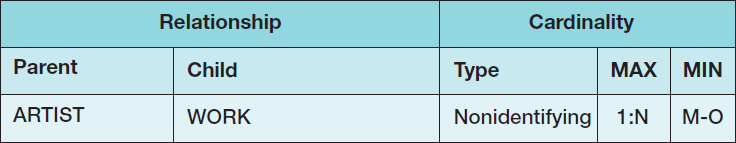 Relationship Cardinality
Parent Child Type MAX MIN
ARTIST WORK Nonidentifying 1:N M-O